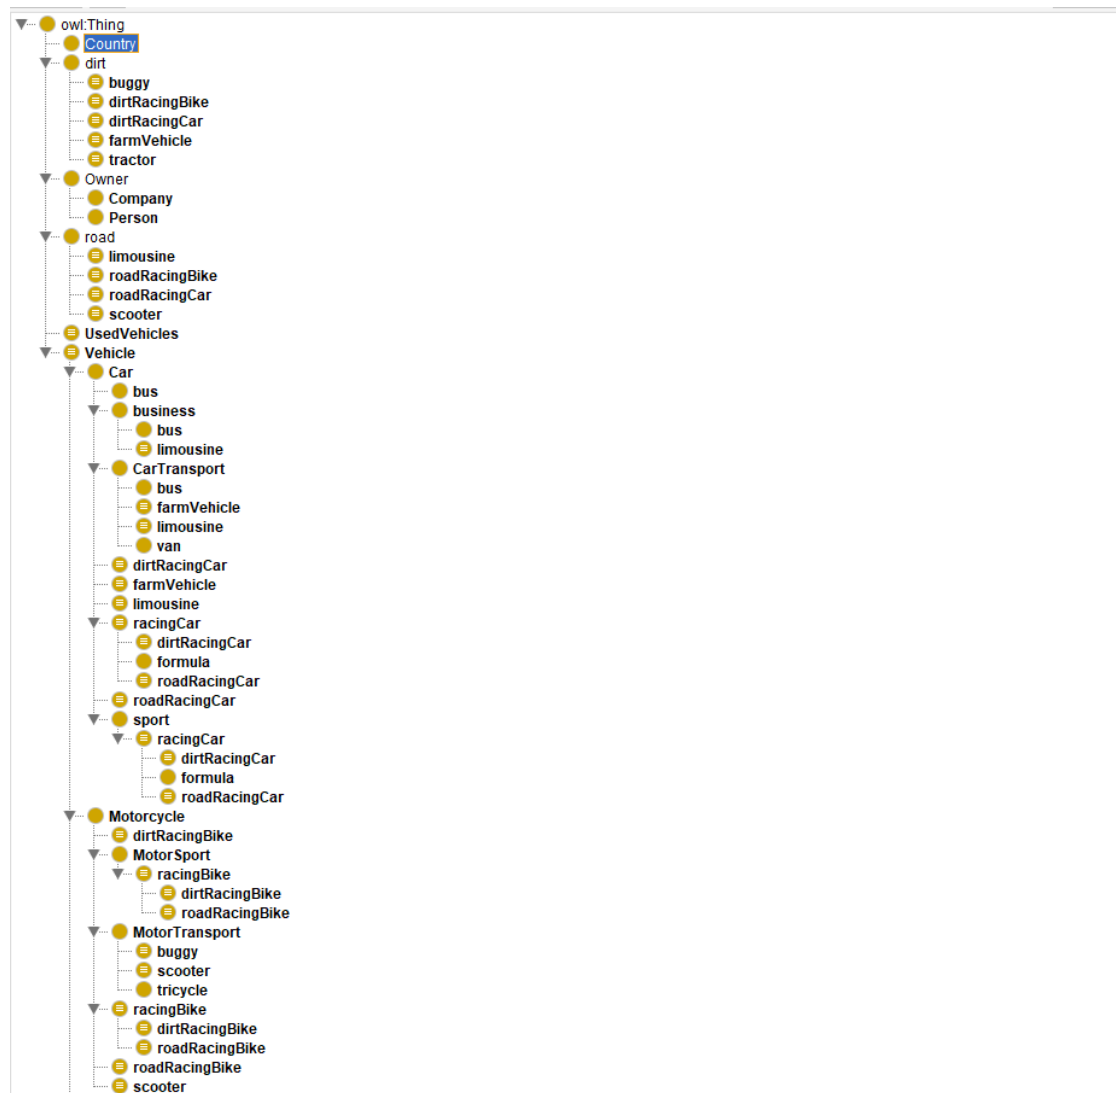 owl:Thing
Country
dirt
buggy
dirtRacingBike
dirtRacingCar
farmVehicle
tractor
Owner
Company
Person
road
limousine
roadRacingBike
roadRacingCar
scooter
UsedVehicles
Vehicle
Car
bus
business
bus
limousine
CarTransport
bus
farmVehicle
limousine
van
dirtRacingCar
farmVehicle
limousine
racingCar
dirtRacingCar
formula
roadRacingCar
roadRacingCar
sport
racingCar
dirtRacingCar
formula
roadRacingCar
Motorcycle
dirtRacingBike
MotorSport
racingBike
dirtRacingBike
roadRacingBike
MotorTransport
buggy
scooter
tricycle
racingBike
dirtRacingBike
roadRacingBike
roadRacingBike
scooter